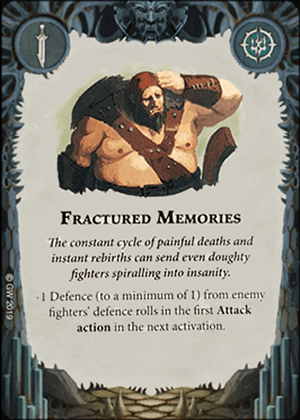 FRACTURED MEMORIES
The constant cycle of painful deaths and
instant rebirths can send even doughty
fighters spiralling into insanity.
-1 Defence (to a minimum of 1) from enemy
fighters' defence rolls in the first Attack
action in the next activation.
© GW 2019